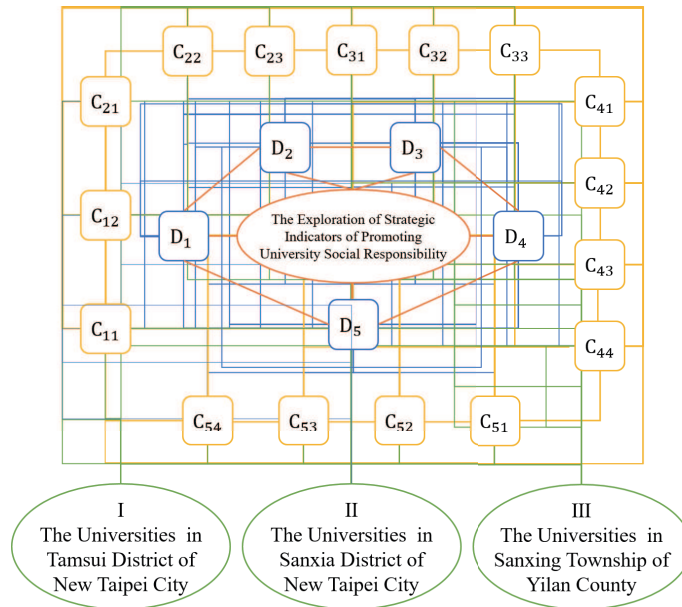 C22 C23 C31 C32 C33
C21 C41
D2 D3
C12 C42
The Exploration of Strategic
Indicators of Promoting
University Social Responsibility
D1 D4
C43
C11 D5 C44
C54 C53 C52 C51
I
The Universities in
Tamsui District of
New Taipei City
II
The Universities in
Sanxia District of
New Taipei City
III
The Universities in
Sanxing Township of
Yilan County